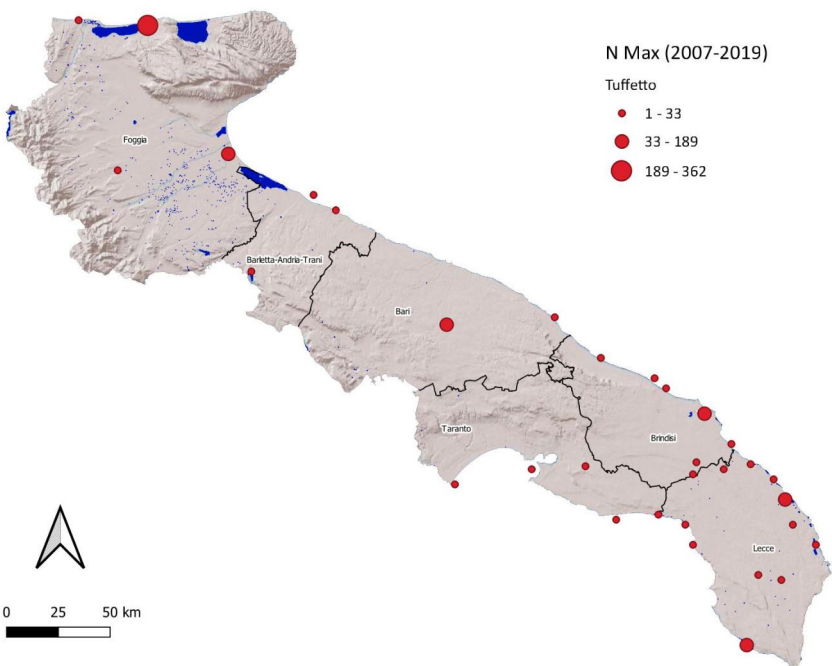 N Max (2007-2019)
Tuffetto
1 - 33
33 - 189
189 - 362
Foggia
Barletta-Andria-Trani
Bari
Taranto
Brindisi
Lecce
0 25 50 km